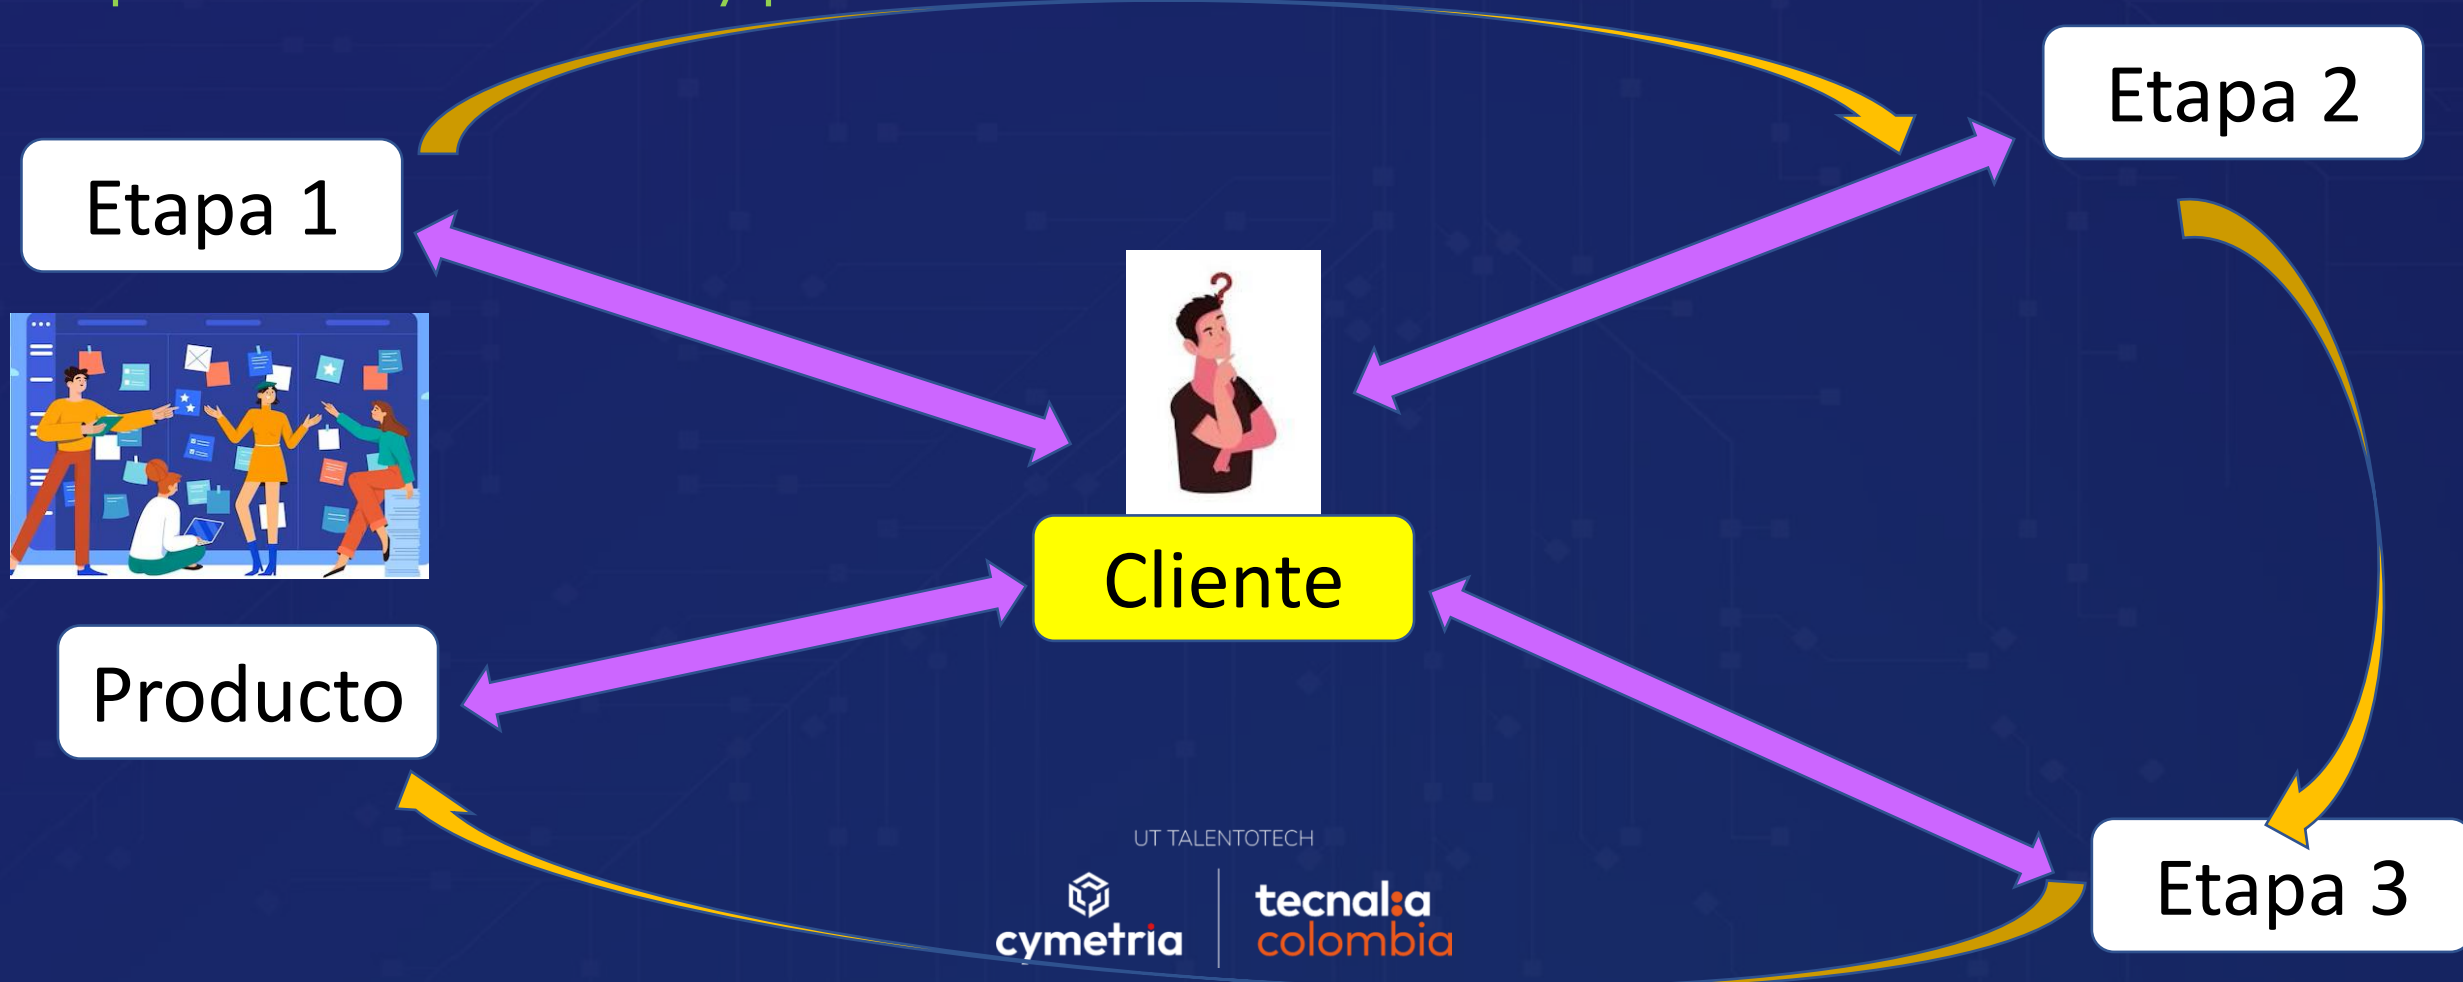 Etapa 2
Etapa 1
Cliente
Producto
Etapa 3
UT TALENTOTECH
cymetria
tecnalia
colombia